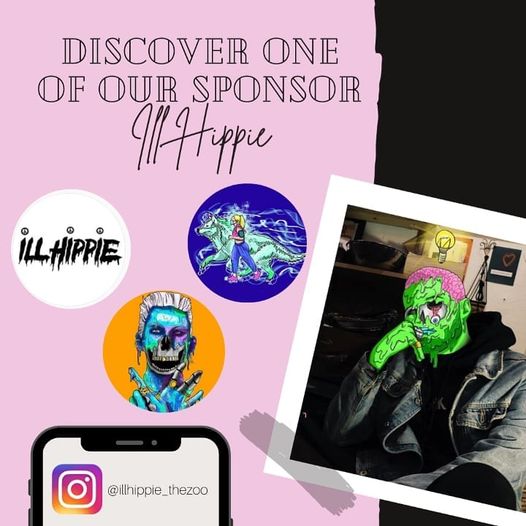 DISCOVER ONE
OF OUR SPONSOR
IllHippie
ILLHIPPIE
@illhippie_thezoo